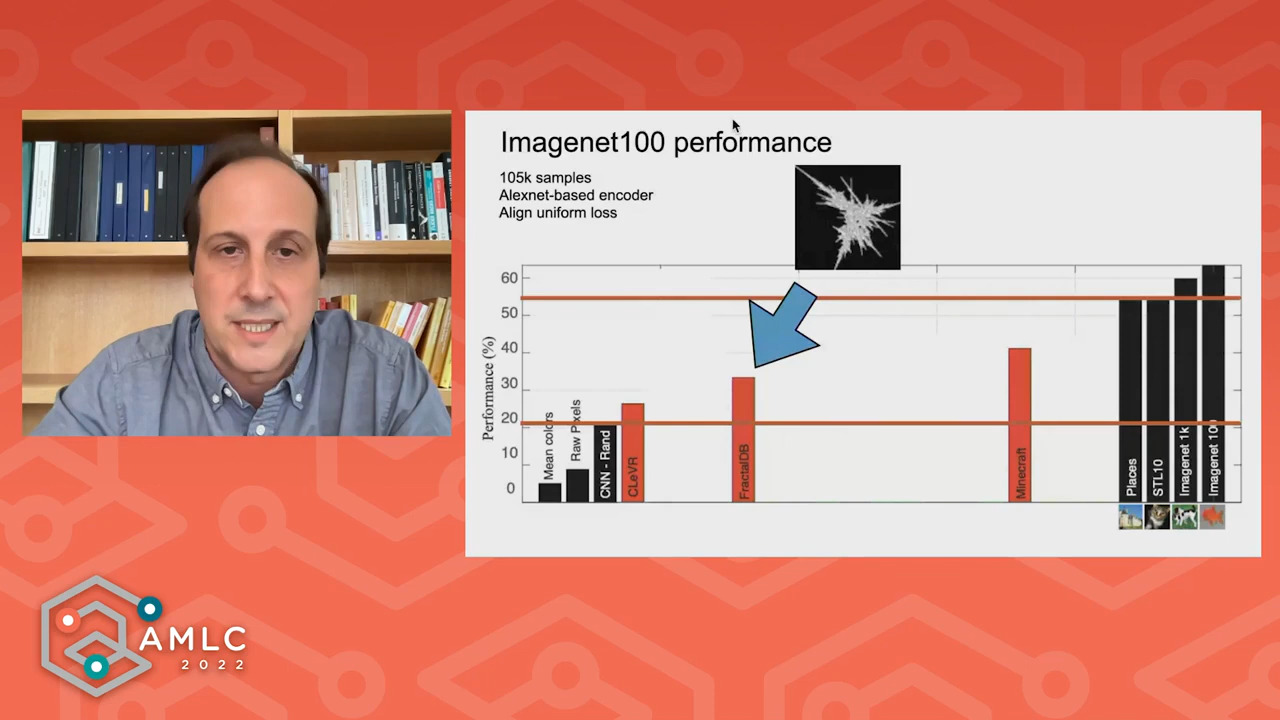 Imagenet100 performance
105k samples
Alexnet-based encoder
Align uniform loss
Performance (%)
60
50
40
30
20
10
0
Mean colors
Raw Pixels
CNN - Rand
CLeVR
FractalDB
Minecraft
Places
STL10
Imagenet 1k
Imagenet 100
AMLC
2022